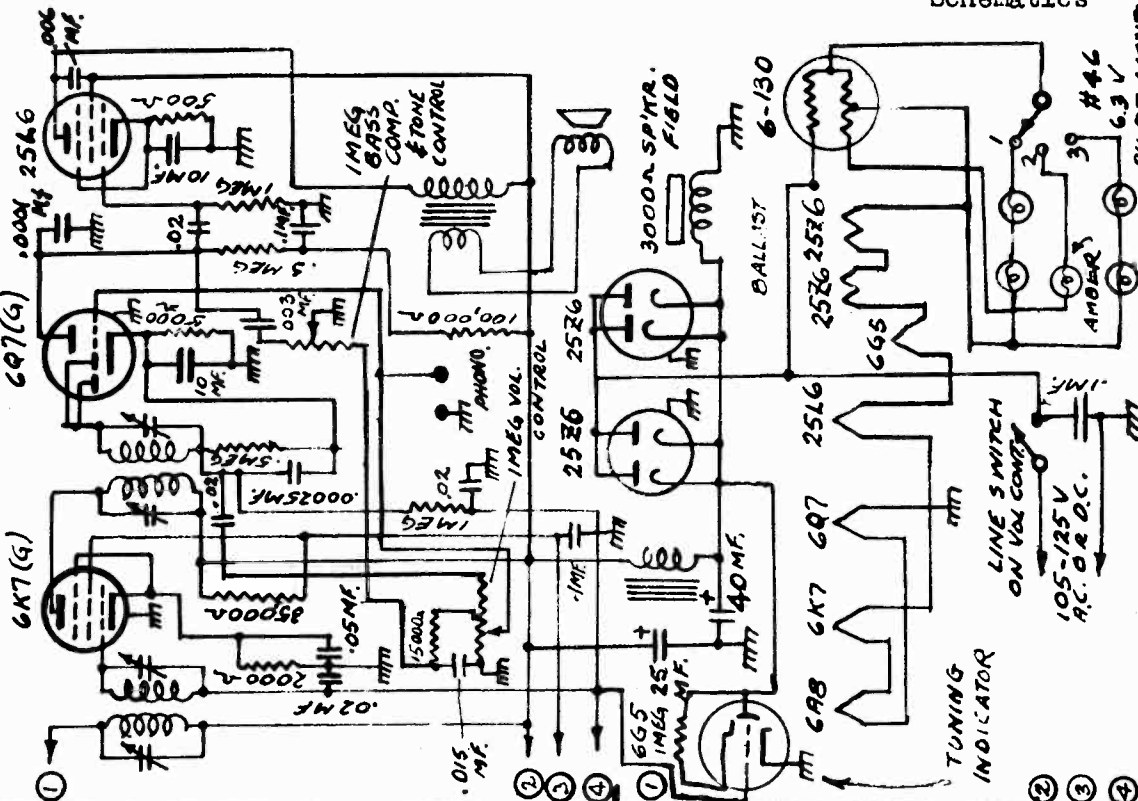 Schematics
6K7(G)
6Q7(G)
.0001
Mf
25L6
.006
MF.
500Ω
10MF.
1MEG
.02
.1MF.
.5 MEG
5000Ω
10
MF.
.003
MF.
1MEG
BASS
COMP.
& TONE
CONTROL
100,000Ω
PHONO.
1MEG VOL.
CONTROL
.5MEG
.00025MF.
.02
1MEG
.02
85,000Ω
.05MF.
2000Ω
.02MF
15000Ω
.015
MF.
.1MF.
①
②
③
④
①
3000Ω SP'KR.
FIELD
25Z6
25Z6
40MF.
25
MF.
6G5
1MEG
6-130
BALLAST
25Z6
25Z6
6G5
25L6
6Q7
6K7
6A8
TUNING
INDICATOR
LINE SWITCH
ON VOL CONT.
105-125V
A.C. OR D.C.
.1MF.
1
2
3
AMBER
#46
6.3 V
②
③
④